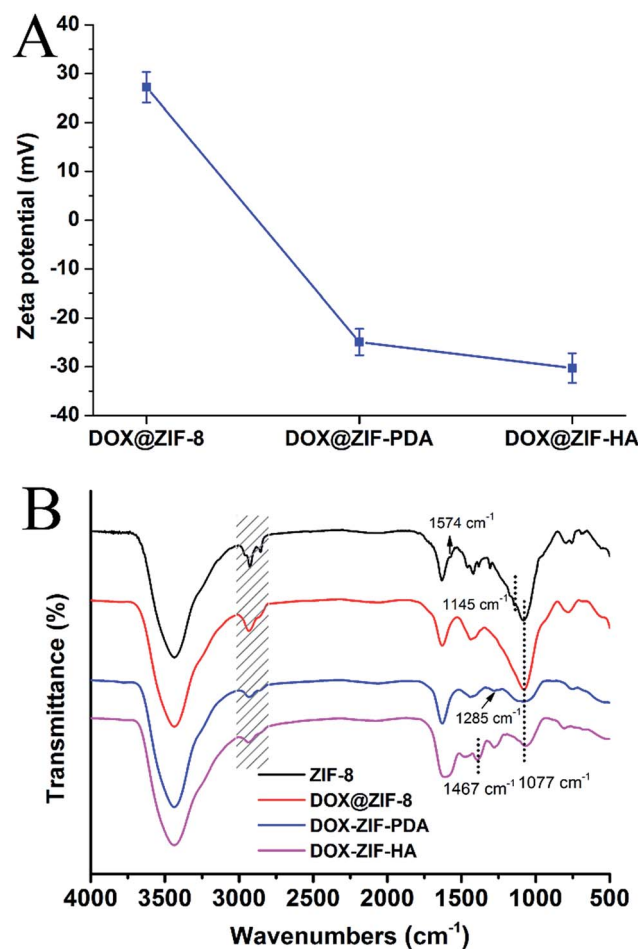 A
Zeta potential (mV)
40
30
20
10
0
-10
-20
-30
-40
DOX@ZIF-8 DOX@ZIF-PDA DOX@ZIF-HA
B
Transmittance (%)
1574 cm-1
1145 cm-1
1285 cm-1
1467 cm-1 1077 cm-1
ZIF-8
DOX@ZIF-8
DOX-ZIF-PDA
DOX-ZIF-HA
4000 3500 3000 2500 2000 1500 1000 500
Wavenumbers (cm-1)